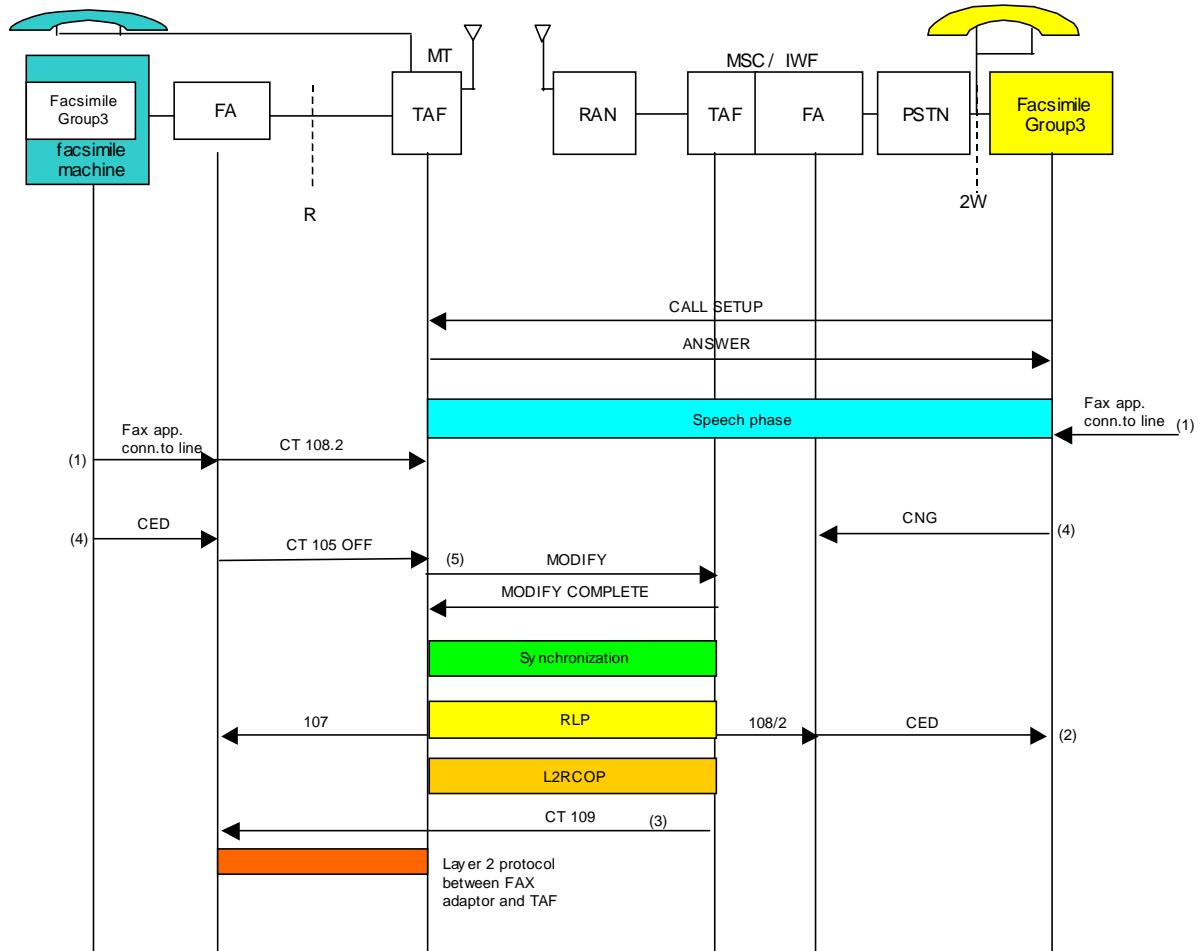 MT
MSC / IWF
Facsimile
Group3
facsimile
machine
FA
TAF
RAN
TAF
FA
PSTN
Facsimile
Group3
R
2W
CALL SETUP
ANSWER
Speech phase
Fax app.
conn.to line
(1)
CT 108.2
Fax app.
conn.to line
(1)
(4)
CED
CNG
(4)
CT 105 OFF
(5)
MODIFY
MODIFY COMPLETE
Synchronization
107
RLP
108/2
CED
(2)
L2RCOP
CT 109
(3)
Layer 2 protocol
between FAX
adaptor and TAF